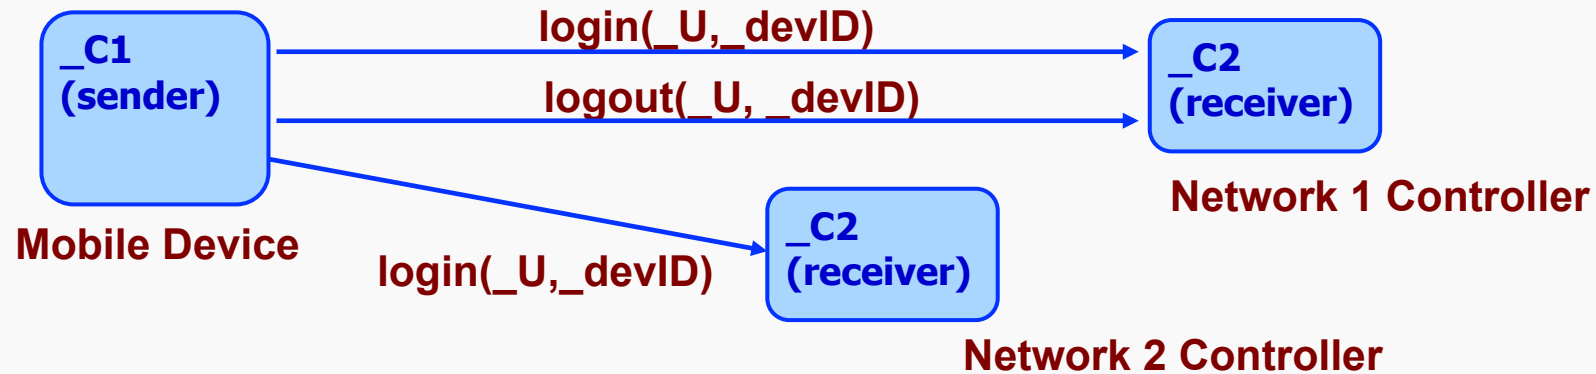 login(_U,_devID)
_C1
(sender)
_C2
(receiver)
logout(_U, _devID)
Network 1 Controller
Mobile Device
_C2
(receiver)
login(_U,_devID)
Network 2 Controller